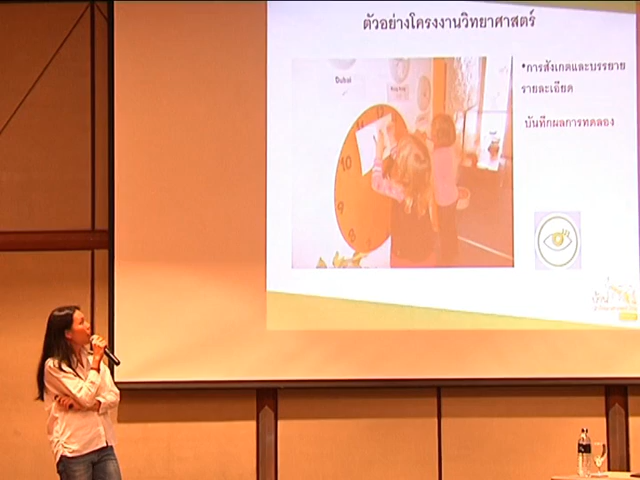 ตัวอย่างโครงงานวิทยาศาสตร์
*การสังเกตและบรรยาย
รายละเอียด
บันทึกผลการทดลอง
Dubai
10
9
8